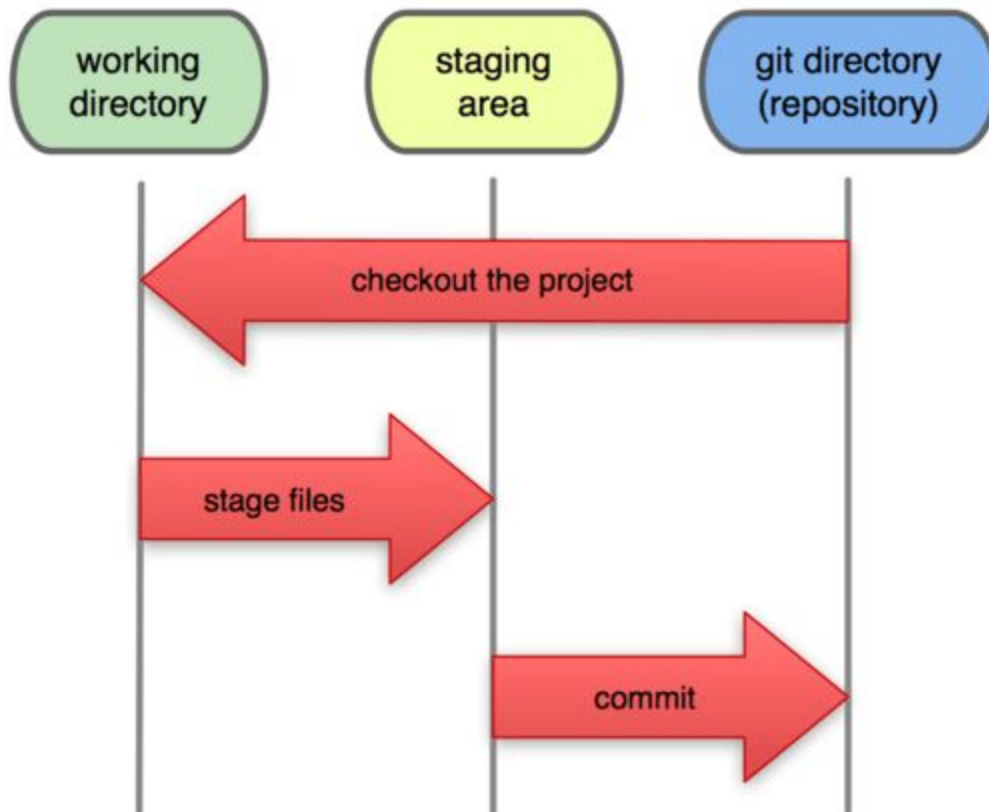 working
directory
staging
area
git directory
(repository)
checkout the project
stage files
commit